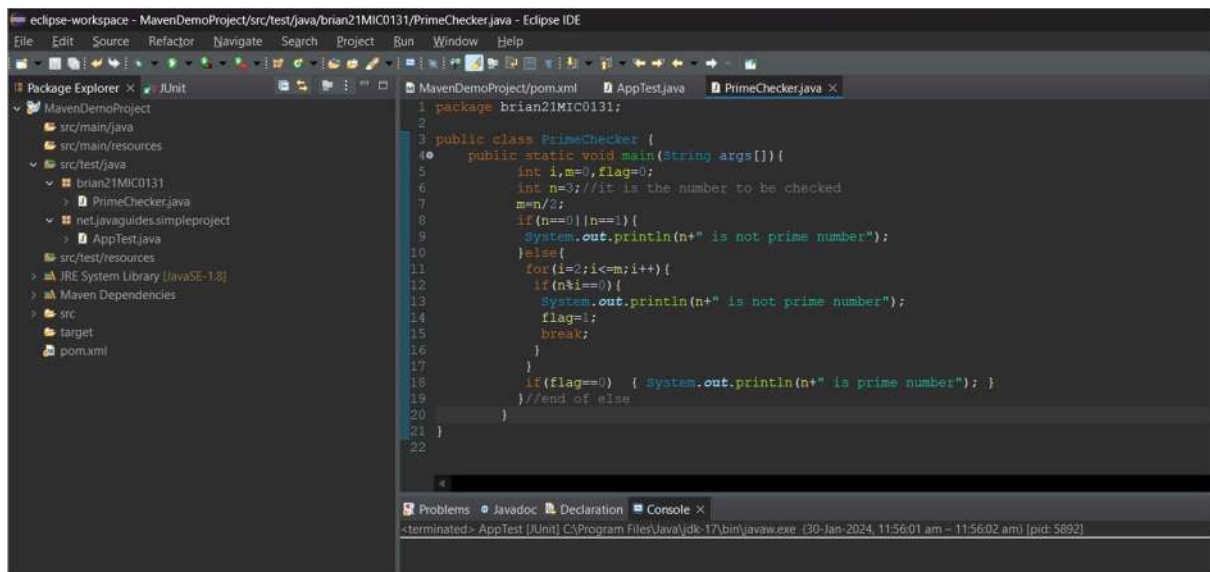 eclipse-workspace - MavenDemoProject/src/test/java/brian21MIC0131/PrimeChecker.java - Eclipse IDE
File Edit Source Refactor Navigate Search Project Run Window Help
Package Explorer × JUnit
MavenDemoProject
src/main/java
src/main/resources
src/test/java
brian21MIC0131
PrimeChecker.java
net.javaguides.simpleproject
AppTest.java
src/test/resources
JRE System Library [JavaSE-1.8]
Maven Dependencies
src
target
pom.xml
MavenDemoProject/pom.xml AppTest.java PrimeChecker.java ×
1 package brian21MIC0131;
2
3 public class PrimeChecker {
4 public static void main(String args[]){
5 int i,m=0,flag=0;
6 int n=3;//it is the number to be checked
7 m=n/2;
8 if(n==0||n==1){
9 System.out.println(n+" is not prime number");
10 }else{
11 for(i=2;i<=m;i++){
12 if(n%i==0){
13 System.out.println(n+" is not prime number");
14 flag=1;
15 break;
16 }
17 }
18 if(flag==0) { System.out.println(n+" is prime number"); }
19 }//end of else
20 }
21 }
22
Problems Javadoc Declaration Console ×
<terminated> AppTest [JUnit] C:\Program Files\Java\jdk-17\bin\javaw.exe (30-Jan-2024, 11:56:01 am – 11:56:02 am) [pid: 5892]